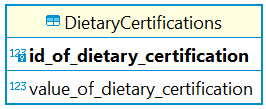 DietaryCertifications
123 id_of_dietary_certification
123 value_of_dietary_certification